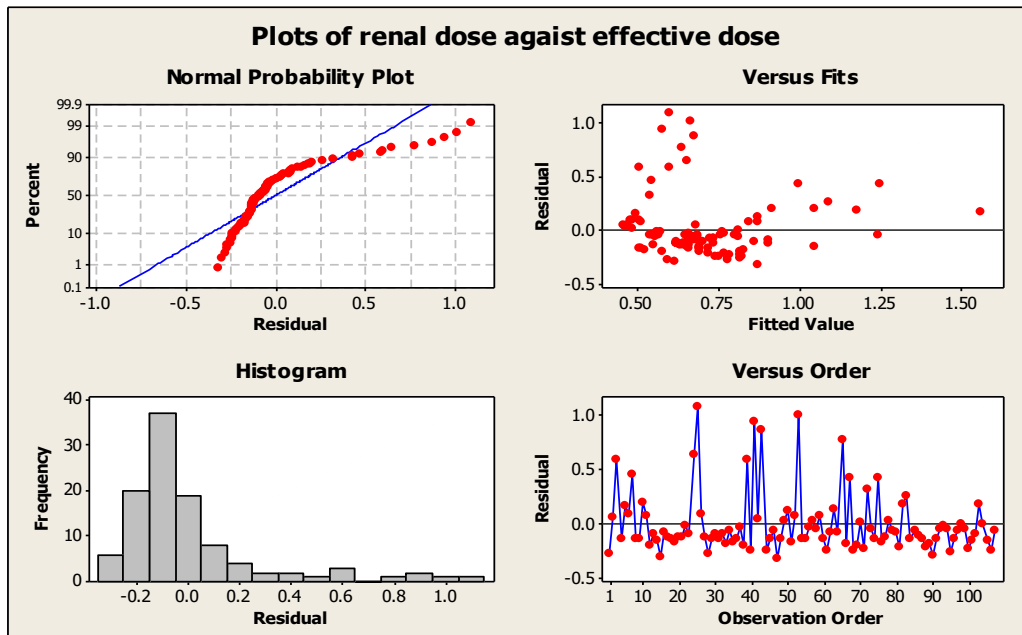 Plots of renal dose agaist effective dose
Normal Probability Plot
99.9
99
90
50
10
1
0.1
Percent
-1.0 -0.5 0.0 0.5 1.0
Residual
Versus Fits
1.0
0.5
0.0
-0.5
Residual
0.50 0.75 1.00 1.25 1.50
Fitted Value
Histogram
40
30
20
10
0
Frequency
-0.2 0.0 0.2 0.4 0.6 0.8 1.0
Residual
Versus Order
1.0
0.5
0.0
-0.5
Residual
1 10 20 30 40 50 60 70 80 90 100
Observation Order